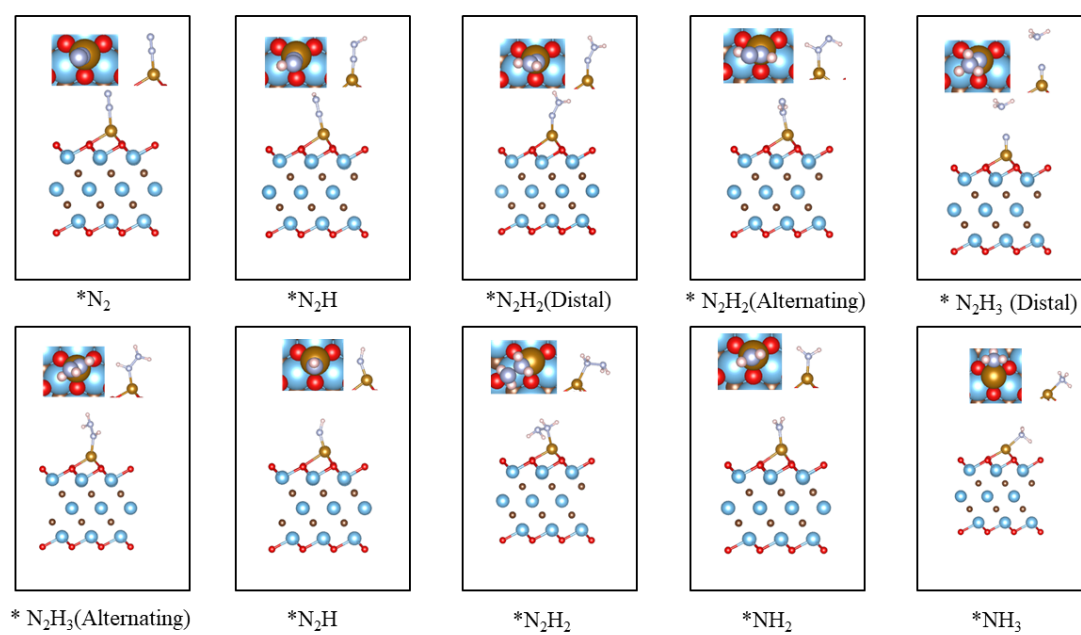 *N₂
*N₂H
*N₂H₂(Distal)
* N₂H₂(Alternating)
* N₂H₃ (Distal)
* N₂H₃(Alternating)
*N₂H
*N₂H₂
*NH₂
*NH₃